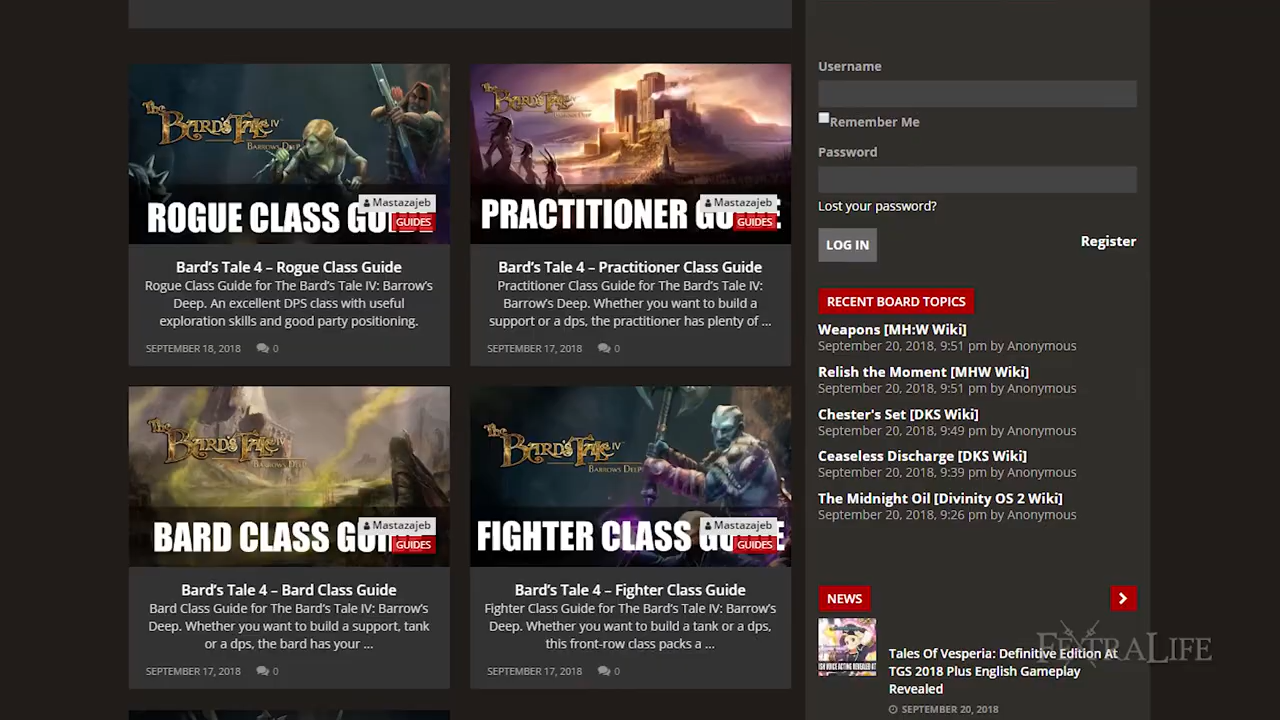 The
BARD'S TALE IV
BARROWS DEEP
Mastazajeb
ROGUE CLASS
GUIDES
Bard's Tale 4 – Rogue Class Guide
Rogue Class Guide for The Bard's Tale IV: Barrow's
Deep. An excellent DPS class with useful
exploration skills and good party positioning.
SEPTEMBER 18, 2018 0
The
BARD'S TALE IV
Mastazajeb
PRACTITIONER
GUIDES
Bard's Tale 4 – Practitioner Class Guide
Practitioner Class Guide for The Bard's Tale IV:
Barrow's Deep. Whether you want to build a
support or a dps, the practitioner has plenty of ...
SEPTEMBER 17, 2018 0
The
BARD'S TALE IV
BARROWS DEEP
Mastazajeb
BARD CLASS
GUIDES
Bard's Tale 4 – Bard Class Guide
Bard Class Guide for The Bard's Tale IV: Barrow's
Deep. Whether you want to build a support, tank
or a dps, the bard has your ...
SEPTEMBER 17, 2018 0
The
BARD'S TALE IV
BARROWS DEEP
Mastazajeb
FIGHTER CLASS
GUIDES
Bard's Tale 4 – Fighter Class Guide
Fighter Class Guide for The Bard's Tale IV: Barrow's
Deep. Whether you want to build a tank or a dps,
this front-row class packs a ...
SEPTEMBER 17, 2018 0
Username
Remember Me
Password
Lost your password?
LOG IN
Register
RECENT BOARD TOPICS
Weapons [MH:W Wiki]
September 20, 2018, 9:51 pm by Anonymous
Relish the Moment [MHW Wiki]
September 20, 2018, 9:51 pm by Anonymous
Chester's Set [DKS Wiki]
September 20, 2018, 9:49 pm by Anonymous
Ceaseless Discharge [DKS Wiki]
September 20, 2018, 9:39 pm by Anonymous
The Midnight Oil [Divinity OS 2 Wiki]
September 20, 2018, 9:26 pm by Anonymous
NEWS
Tales Of Vesperia: Definitive Edition At
TGS 2018 Plus English Gameplay
Revealed
SEPTEMBER 20, 2018
FEXTRALIFE